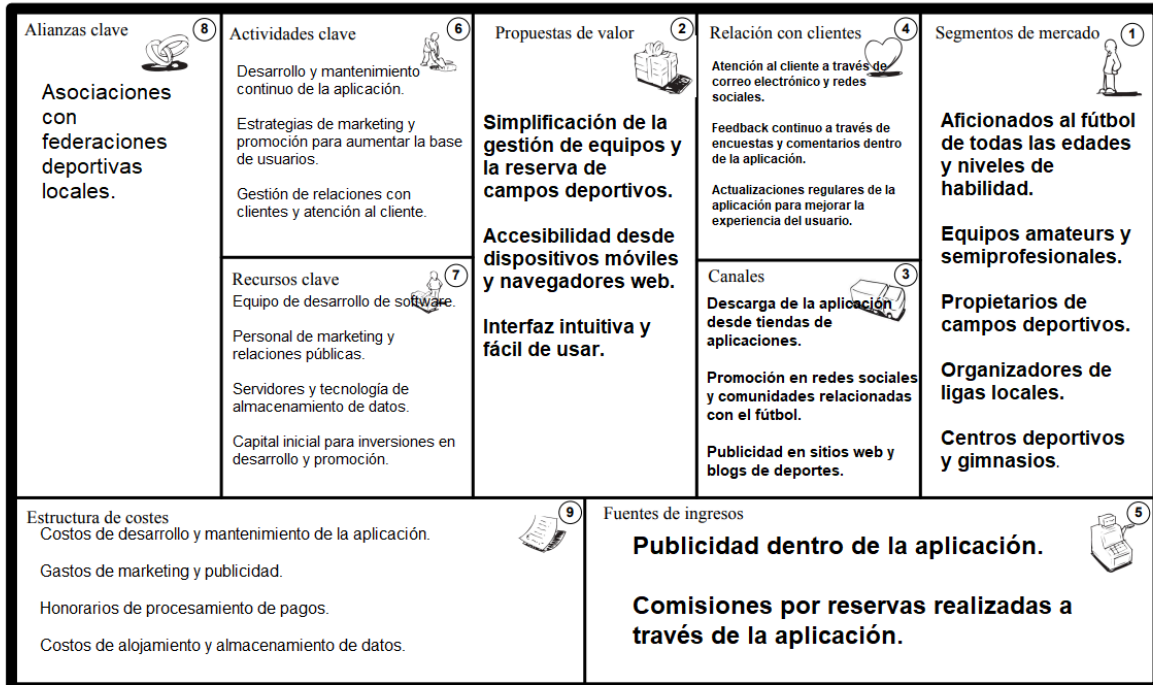 Alianzas clave
8
Asociaciones
con
federaciones
deportivas
locales.
Actividades clave
6
Desarrollo y mantenimiento
continuo de la aplicación.
Estrategias de marketing y
promoción para aumentar la base
de usuarios.
Gestión de relaciones con
clientes y atención al cliente.
Recursos clave
7
Equipo de desarrollo de software.
Personal de marketing y
relaciones públicas.
Servidores y tecnología de
almacenamiento de datos.
Capital inicial para inversiones en
desarrollo y promoción.
Propuestas de valor
2
Simplificación de la
gestión de equipos y
la reserva de
campos deportivos.
Accesibilidad desde
dispositivos móviles
y navegadores web.
Interfaz intuitiva y
fácil de usar.
Relación con clientes
4
Atención al cliente a través de
correo electrónico y redes
sociales.
Feedback continuo a través de
encuestas y comentarios dentro
de la aplicación.
Actualizaciones regulares de la
aplicación para mejorar la
experiencia del usuario.
Canales
3
Descarga de la aplicación
desde tiendas de
aplicaciones.
Promoción en redes sociales
y comunidades relacionadas
con el fútbol.
Publicidad en sitios web y
blogs de deportes.
Segmentos de mercado
1
Aficionados al fútbol
de todas las edades
y niveles de
habilidad.
Equipos amateurs y
semiprofesionales.
Propietarios de
campos deportivos.
Organizadores de
ligas locales.
Centros deportivos
y gimnasios.
Estructura de costes
9
Costos de desarrollo y mantenimiento de la aplicación.
Gastos de marketing y publicidad.
Honorarios de procesamiento de pagos.
Costos de alojamiento y almacenamiento de datos.
Fuentes de ingresos
5
Publicidad dentro de la aplicación.
Comisiones por reservas realizadas a
través de la aplicación.